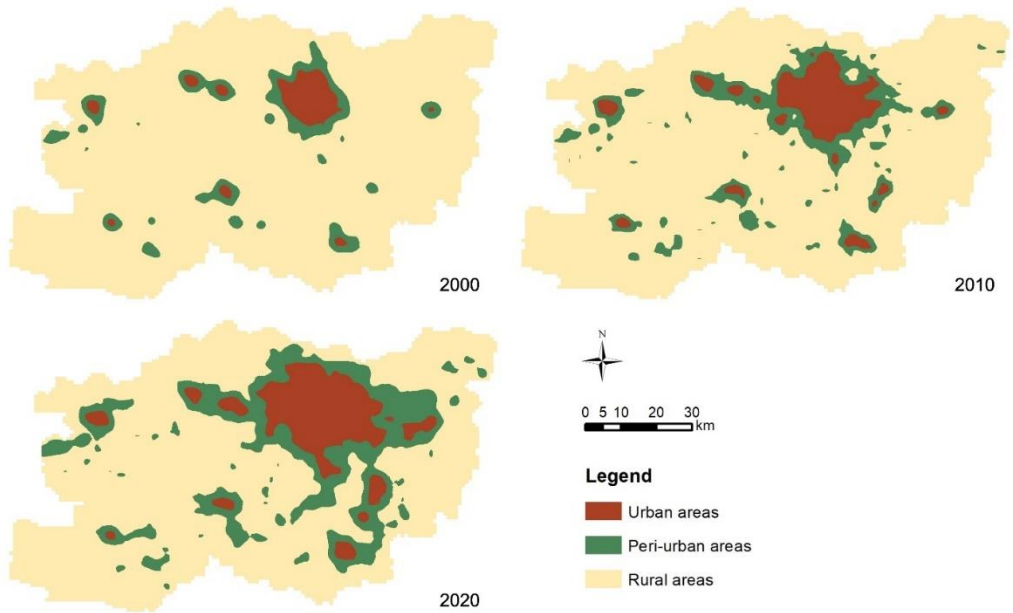 2000
2010
2020
N
0 5 10 20 30
km
Legend
Urban areas
Peri-urban areas
Rural areas